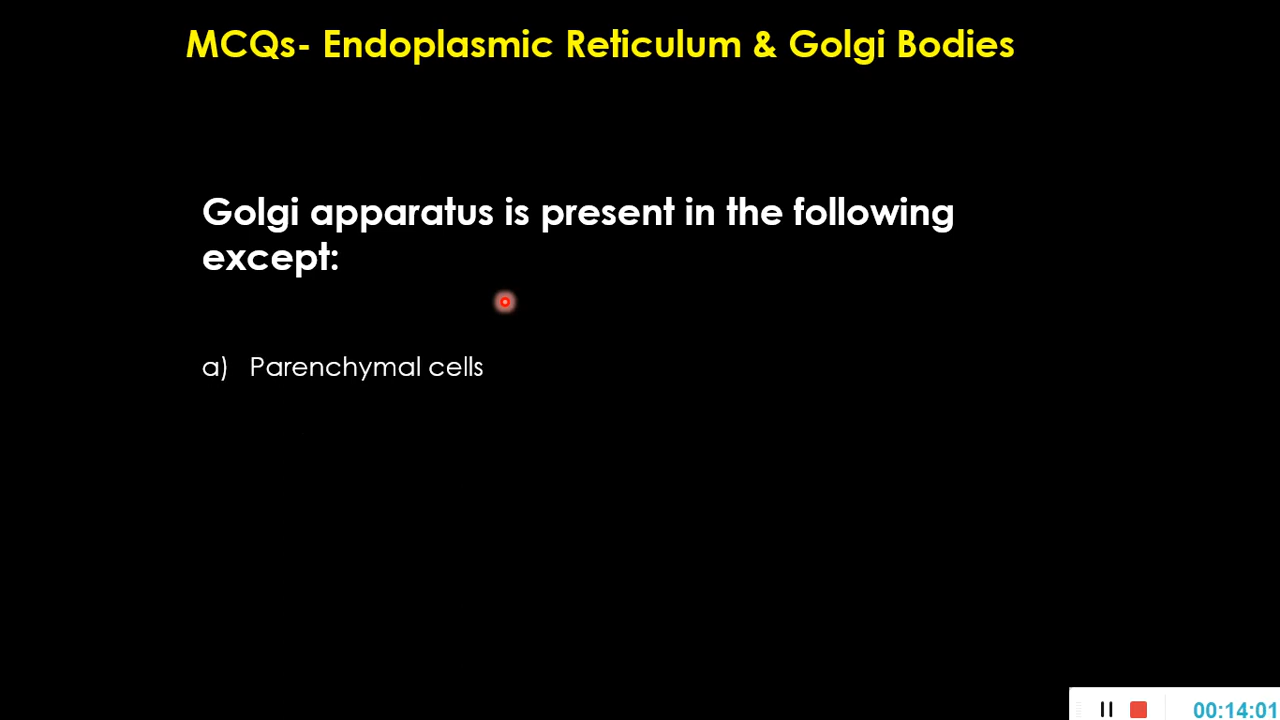 MCQs- Endoplasmic Reticulum & Golgi Bodies
Golgi apparatus is present in the following
except:
a) Parenchymal cells
00:14:01